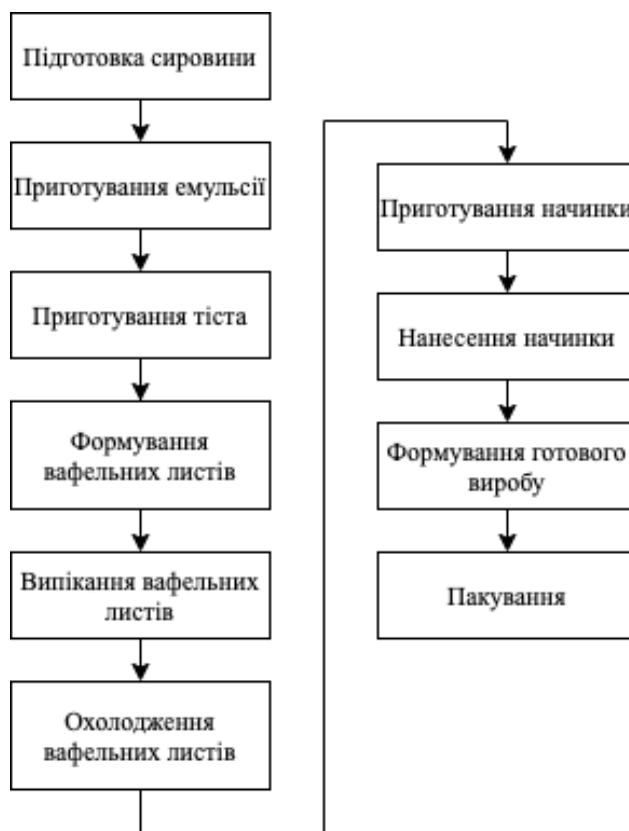 Підготовка сировини
Приготування емульсії
Приготування тіста
Формування
вафельних листів
Випікання вафельних
листів
Охолодження
вафельних листів
Приготування начинки
Нанесення начинки
Формування готового
виробу
Пакування